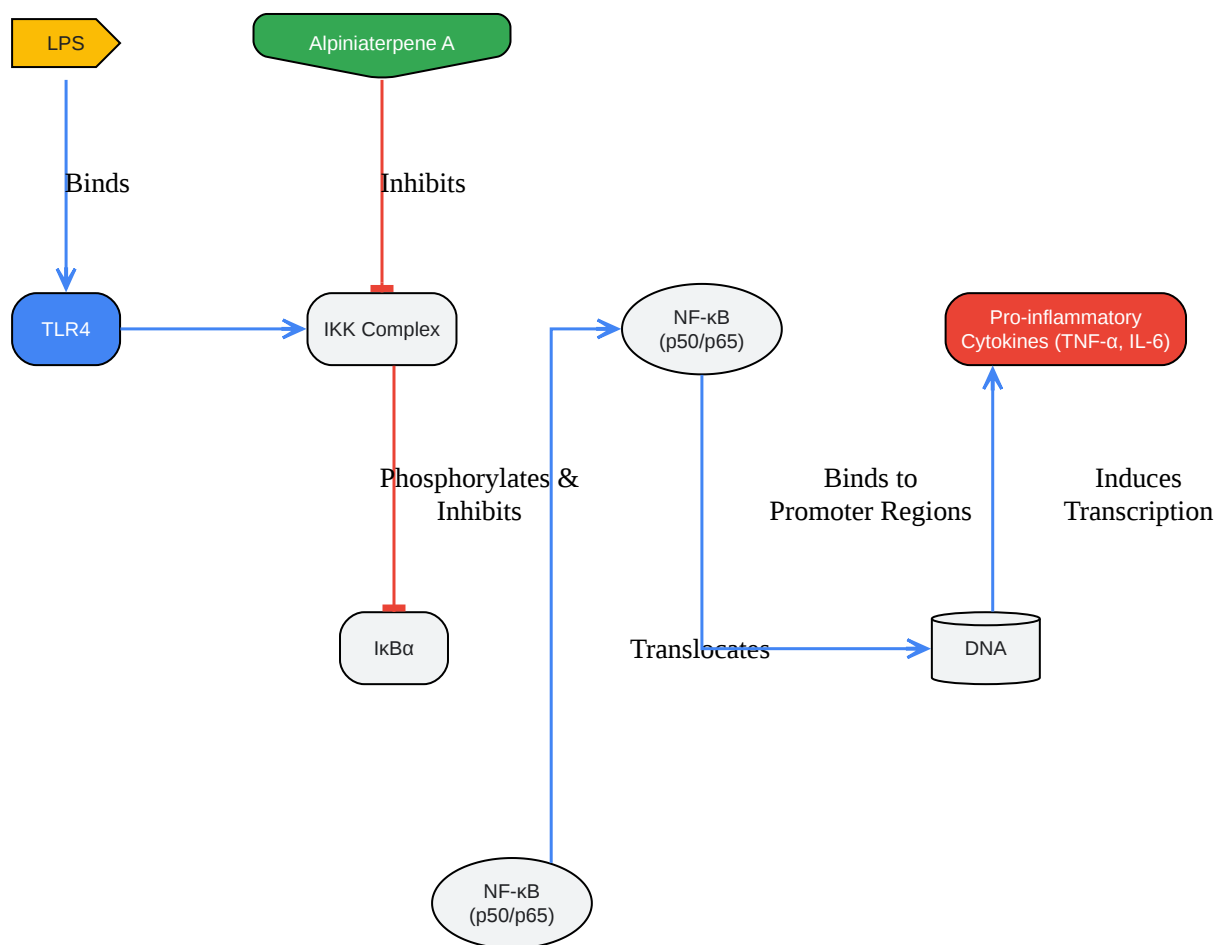 LPS
Alpiniaterpene A
Binds
Inhibits
TLR4
IKK Complex
NF-κB
(p50/p65)
Pro-inflammatory
Cytokines (TNF-α, IL-6)
Phosphorylates &
Inhibits
Binds to
Promoter Regions
Induces
Transcription
IκBα
Translocates
DNA
NF-κB
(p50/p65)